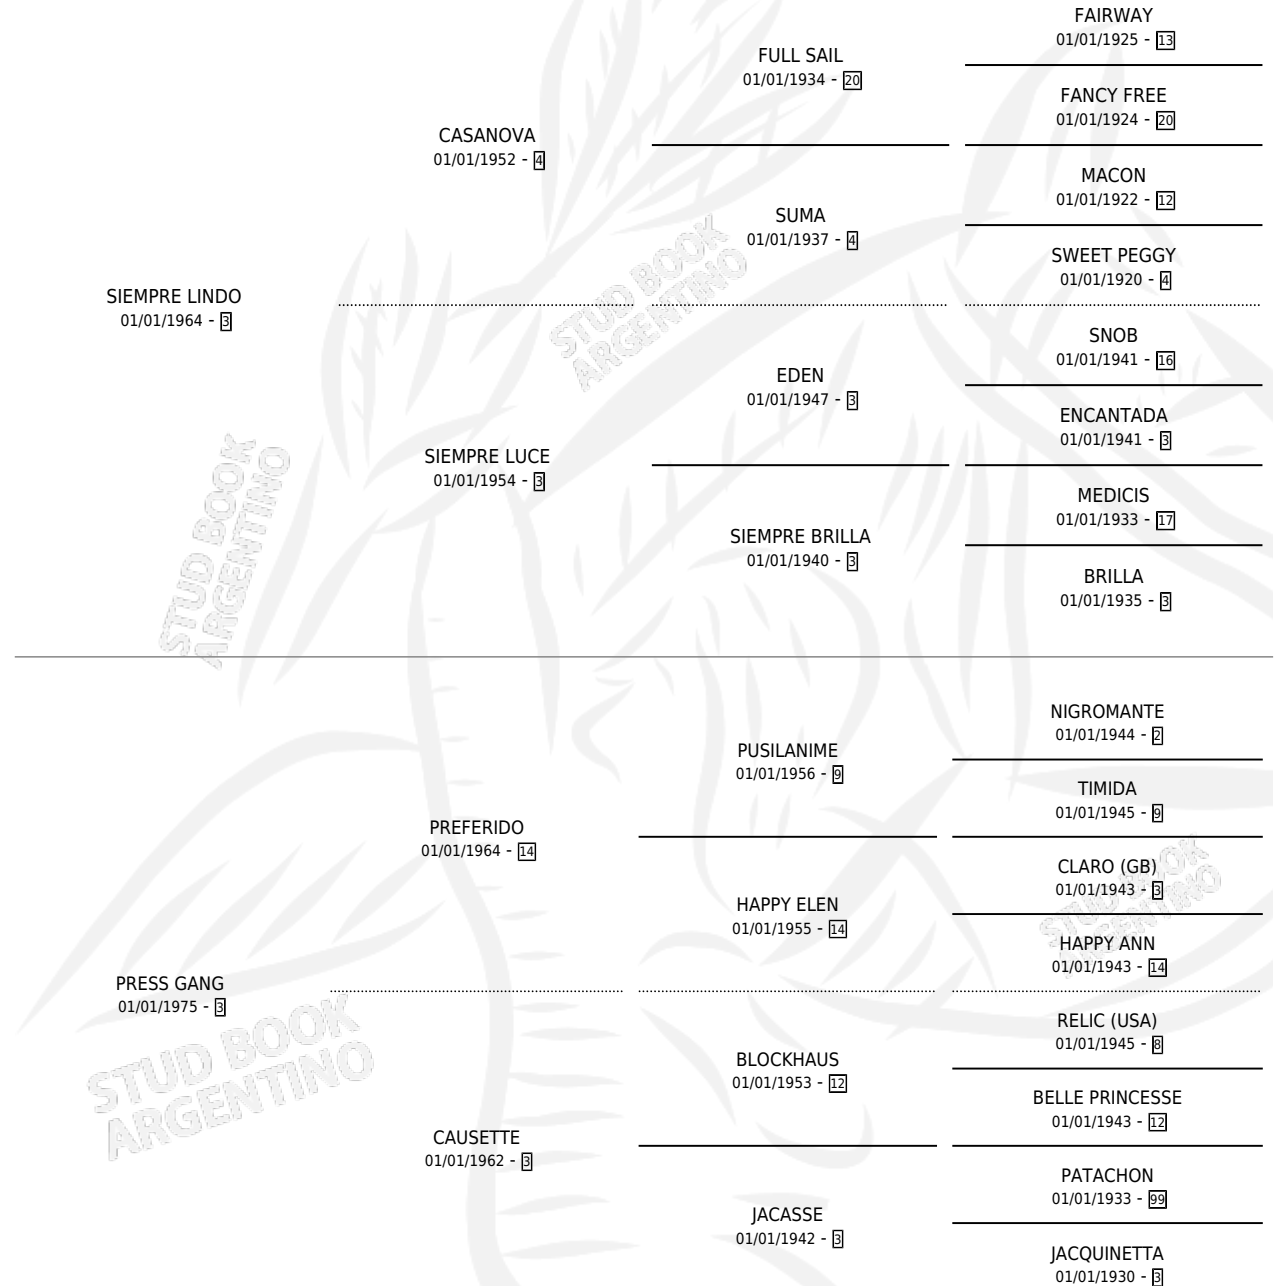 FAIRWAY
01/01/1925 - 13
FULL SAIL
01/01/1934 - 20
FANCY FREE
01/01/1924 - 20
CASANOVA
01/01/1952 - 4
MACON
01/01/1922 - 12
SUMA
01/01/1937 - 4
SWEET PEGGY
01/01/1920 - 4
SIEMPRE LINDO
01/01/1964 - 3
STUD BOOK
ARGENTINO
SNOB
01/01/1941 - 16
EDEN
01/01/1947 - 3
ENCANTADA
01/01/1941 - 3
SIEMPRE LUCE
01/01/1954 - 3
MEDICIS
01/01/1933 - 17
SIEMPRE BRILLA
01/01/1940 - 3
BRILLA
01/01/1935 - 3
STUD BOOK
ARGENTINO
NIGROMANTE
01/01/1944 - 2
PUSILANIME
01/01/1956 - 9
TIMIDA
01/01/1945 - 9
PREFERIDO
01/01/1964 - 14
CLARO (GB)
01/01/1943 - 3
HAPPY ELEN
01/01/1955 - 14
HAPPY ANN
01/01/1943 - 14
STUD BOOK
ARGENTINO
PRESS GANG
01/01/1975 - 3
STUD BOOK
ARGENTINO
RELIC (USA)
01/01/1945 - 8
BLOCKHAUS
01/01/1953 - 12
BELLE PRINCESSE
01/01/1943 - 12
CAUSETTE
01/01/1962 - 3
PATACHON
01/01/1933 - 99
JACASSE
01/01/1942 - 3
JACQUINETTA
01/01/1930 - 3